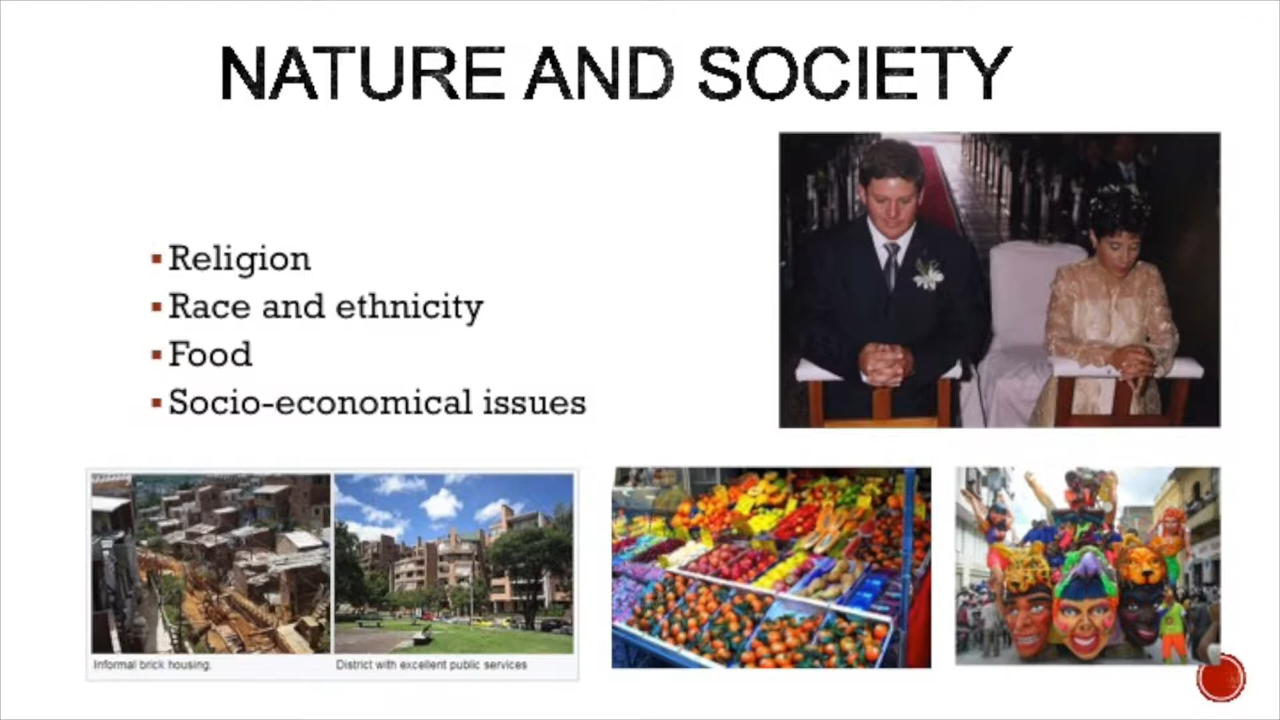 NATURE AND SOCIETY
Religion
Race and ethnicity
Food
Socio-economical issues
Informal brick housing.
District with excellent public services